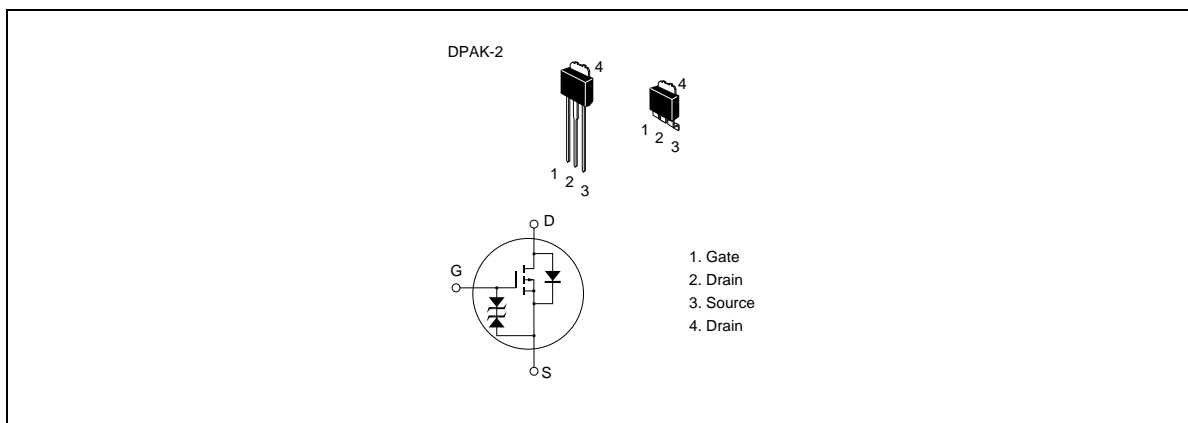 DPAK-2
4
4
1 2 3
1 2 3
D
G
S
1. Gate
2. Drain
3. Source
4. Drain